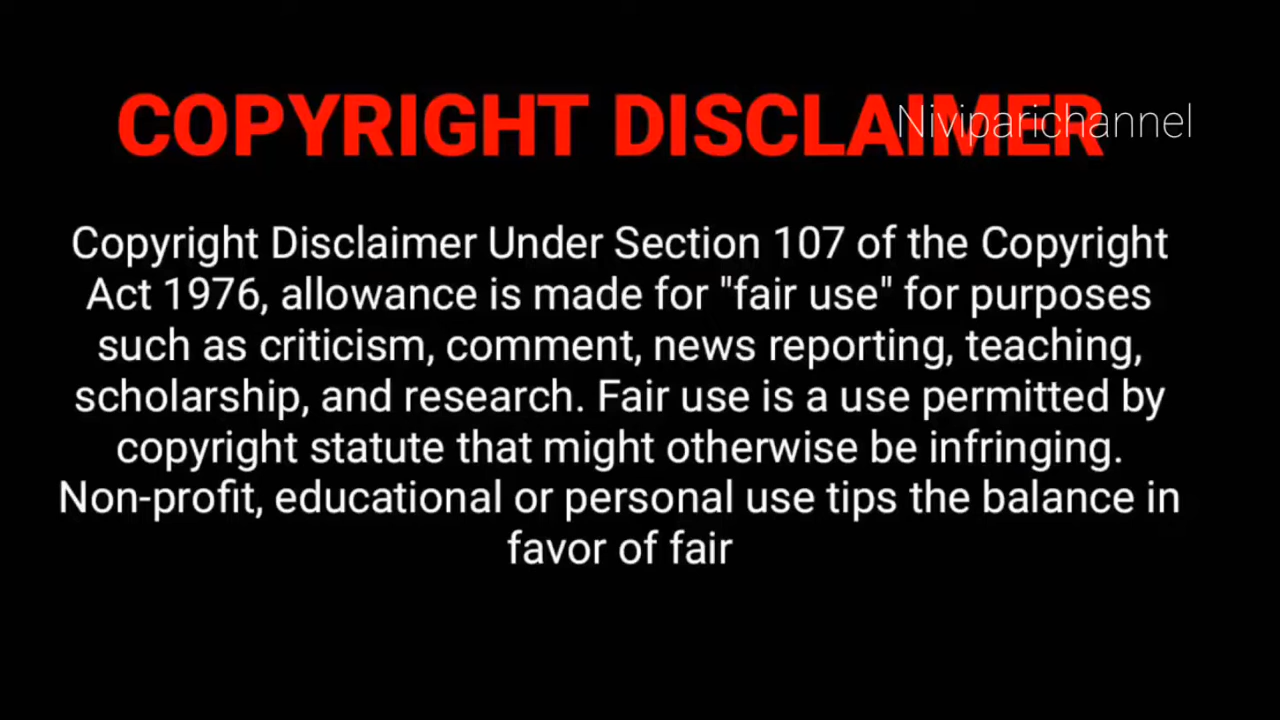 COPYRIGHT DISCLAIMER
Niviparichannel
Copyright Disclaimer Under Section 107 of the Copyright
Act 1976, allowance is made for "fair use" for purposes
such as criticism, comment, news reporting, teaching,
scholarship, and research. Fair use is a use permitted by
copyright statute that might otherwise be infringing.
Non-profit, educational or personal use tips the balance in
favor of fair